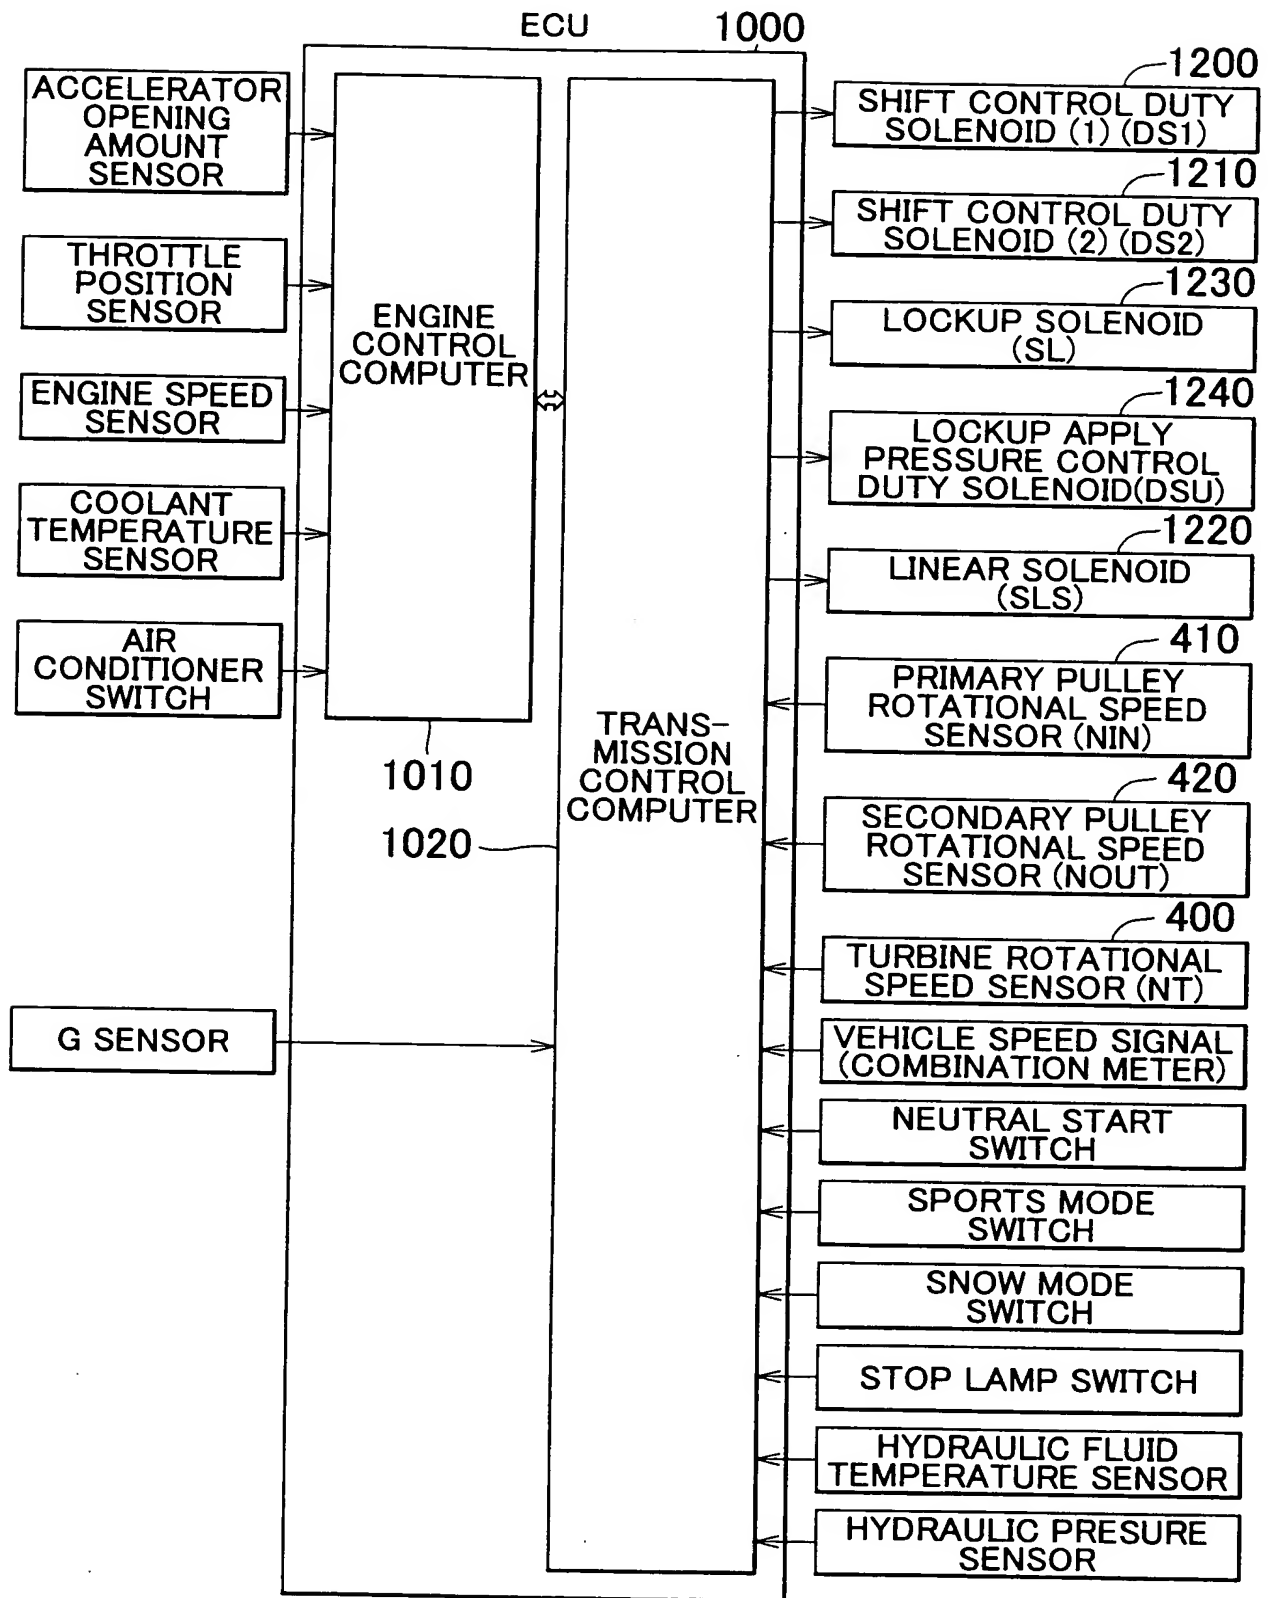 ECU 1000
ACCELERATOR
OPENING
AMOUNT
SENSOR
THROTTLE
POSITION
SENSOR
ENGINE SPEED
SENSOR
COOLANT
TEMPERATURE
SENSOR
AIR
CONDITIONER
SWITCH
G SENSOR
ENGINE
CONTROL
COMPUTER
1010
1020
TRANS-
MISSION
CONTROL
COMPUTER
1200
SHIFT CONTROL DUTY
SOLENOID (1) (DS1)
1210
SHIFT CONTROL DUTY
SOLENOID (2) (DS2)
1230
LOCKUP SOLENOID
(SL)
1240
LOCKUP APPLY
PRESSURE CONTROL
DUTY SOLENOID(DSU)
1220
LINEAR SOLENOID
(SLS)
410
PRIMARY PULLEY
ROTATIONAL SPEED
SENSOR (NIN)
420
SECONDARY PULLEY
ROTATIONAL SPEED
SENSOR (NOUT)
400
TURBINE ROTATIONAL
SPEED SENSOR (NT)
VEHICLE SPEED SIGNAL
(COMBINATION METER)
NEUTRAL START
SWITCH
SPORTS MODE
SWITCH
SNOW MODE
SWITCH
STOP LAMP SWITCH
HYDRAULIC FLUID
TEMPERATURE SENSOR
HYDRAULIC PRESURE
SENSOR